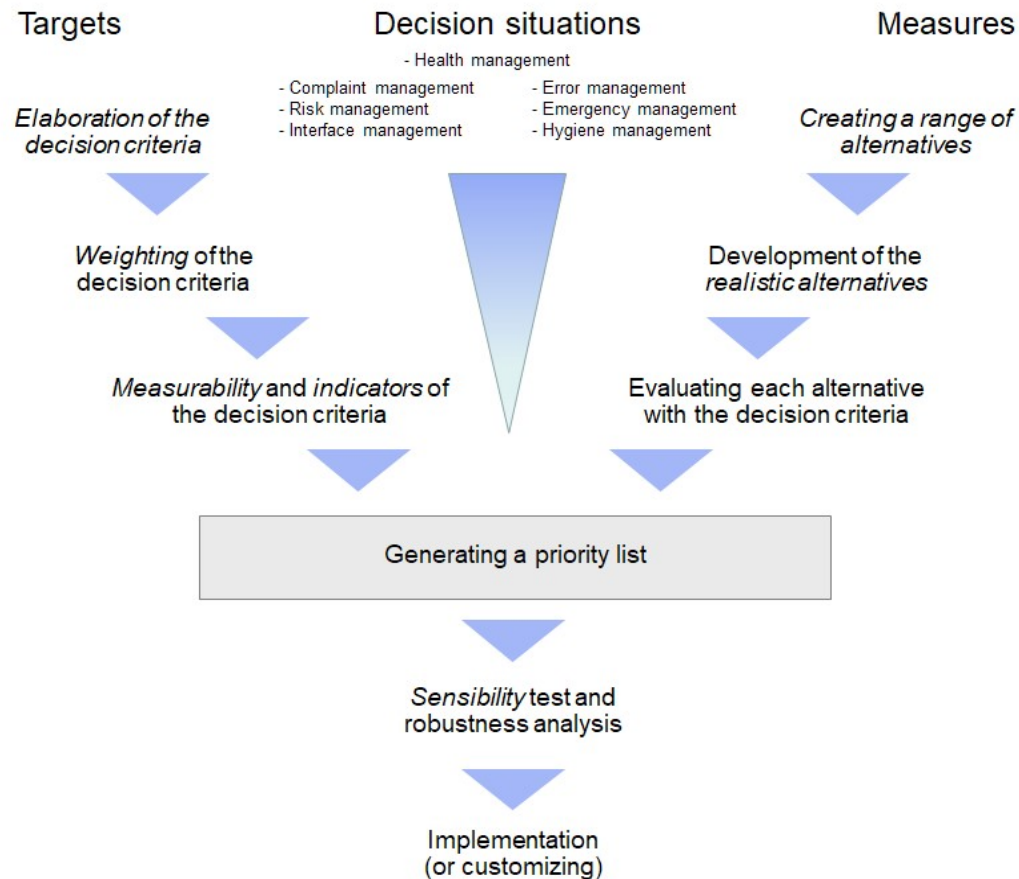 Targets
Decision situations
Measures
- Health management
- Complaint management
- Risk management
- Interface management
- Error management
- Emergency management
- Hygiene management
Elaboration of the
decision criteria
Creating a range of
alternatives
Weighting of the
decision criteria
Development of the
realistic alternatives
Measurability and indicators of
the decision criteria
Evaluating each alternative
with the decision criteria
Generating a priority list
Sensibility test and
robustness analysis
Implementation
(or customizing)